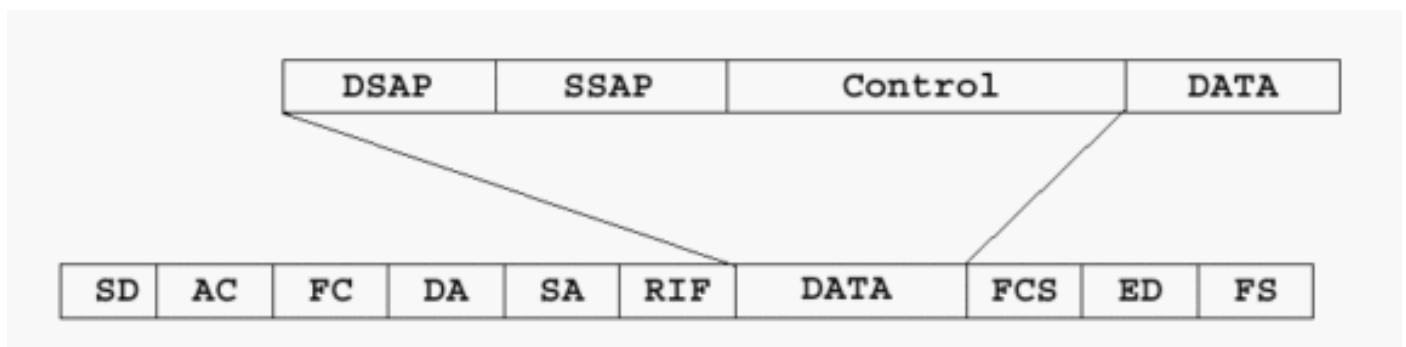 DSAP SSAP Control DATA
SD AC FC DA SA RIF DATA FCS ED FS